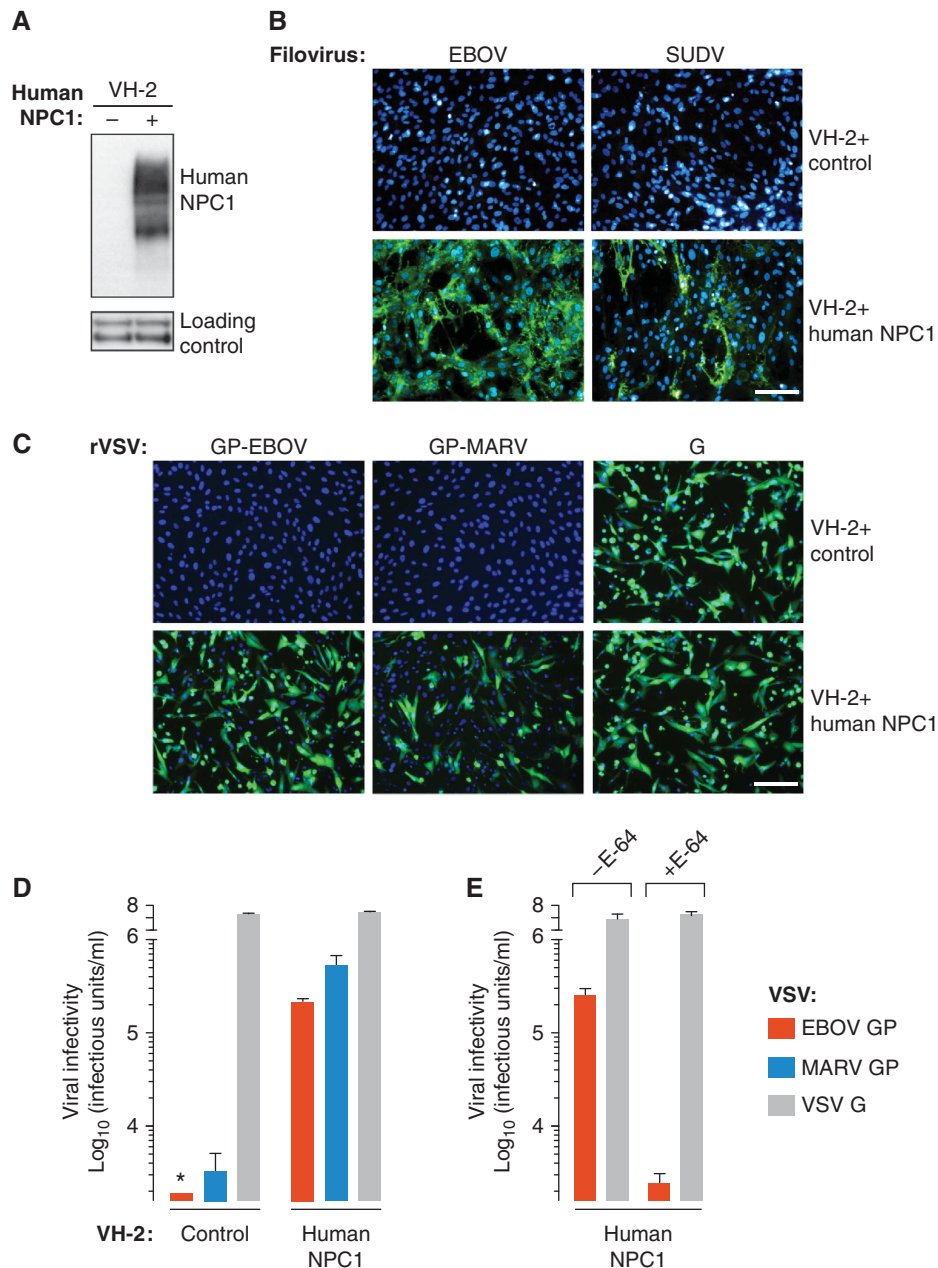 A
Human
NPC1:
VH-2
– +
Human
NPC1
Loading
control
B
Filovirus: EBOV SUDV
VH-2+
control
VH-2+
human NPC1
C
rVSV: GP-EBOV GP-MARV G
VH-2+
control
VH-2+
human NPC1
D
Viral infectivity
Log10 (infectious units/ml)
8
6
5
4
*
VH-2: Control Human
NPC1
E
–E-64 +E-64
Viral infectivity
Log10 (infectious units/ml)
8
6
5
4
Human
NPC1
VSV:
EBOV GP
MARV GP
VSV G